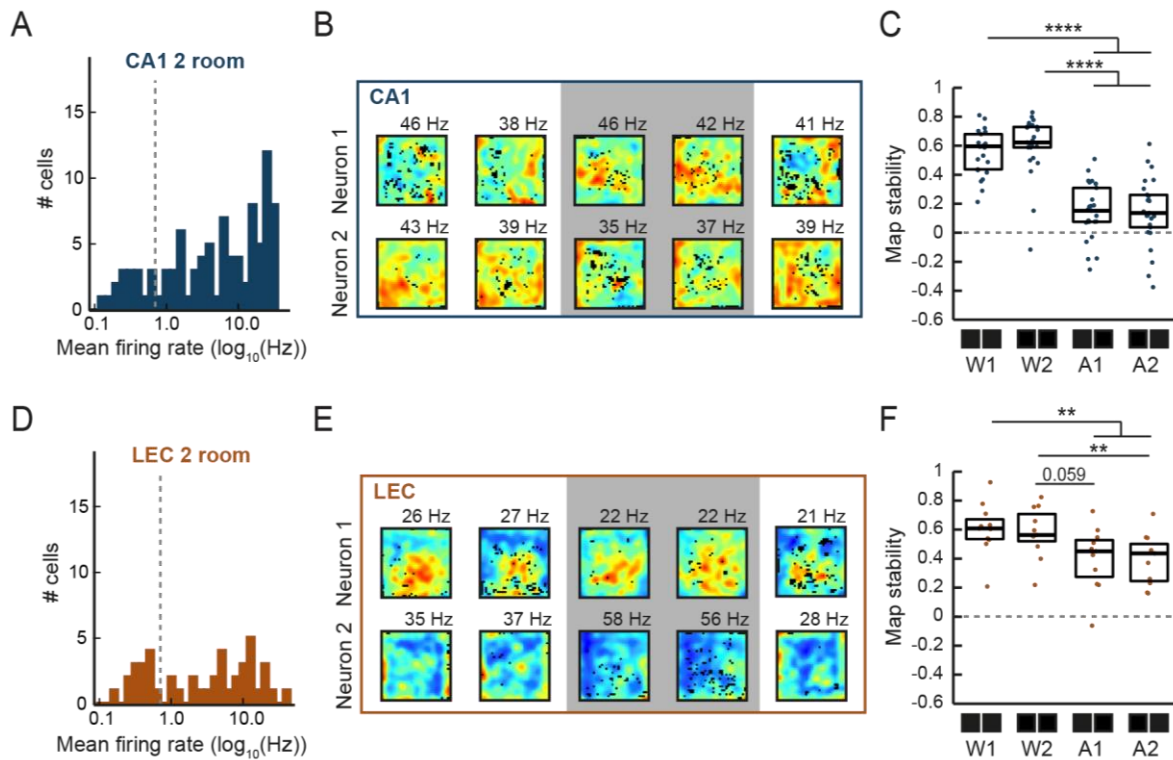 A
CA1 2 room
15
10
5
0
# cells
0.1 1.0 10.0
Mean firing rate (log10(Hz))
B
CA1
Neuron 1
46 Hz 38 Hz 46 Hz 42 Hz 41 Hz
Neuron 2
43 Hz 39 Hz 35 Hz 37 Hz 39 Hz
C
****
****
Map stability
1
0.8
0.6
0.4
0.2
0
-0.2
-0.4
-0.6
W1 W2 A1 A2
D
LEC 2 room
15
10
5
0
# cells
0.1 1.0 10.0
Mean firing rate (log10(Hz))
E
LEC
Neuron 1
26 Hz 27 Hz 22 Hz 22 Hz 21 Hz
Neuron 2
35 Hz 37 Hz 58 Hz 56 Hz 28 Hz
F
**
**
0.059
Map stability
1
0.8
0.6
0.4
0.2
0
-0.2
-0.4
-0.6
W1 W2 A1 A2